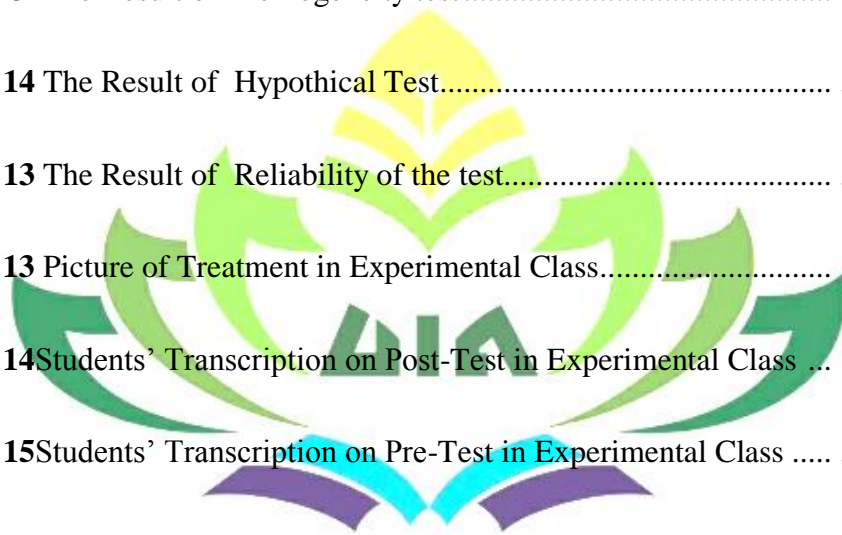 14 The Result of  Hypothical Test.................................................
13 The Result of  Reliability of the test.........................................
13 Picture of Treatment in Experimental Class.............................
14Students’ Transcription on Post-Test in Experimental Class ...
UIN
15Students’ Transcription on Pre-Test in Experimental Class .....